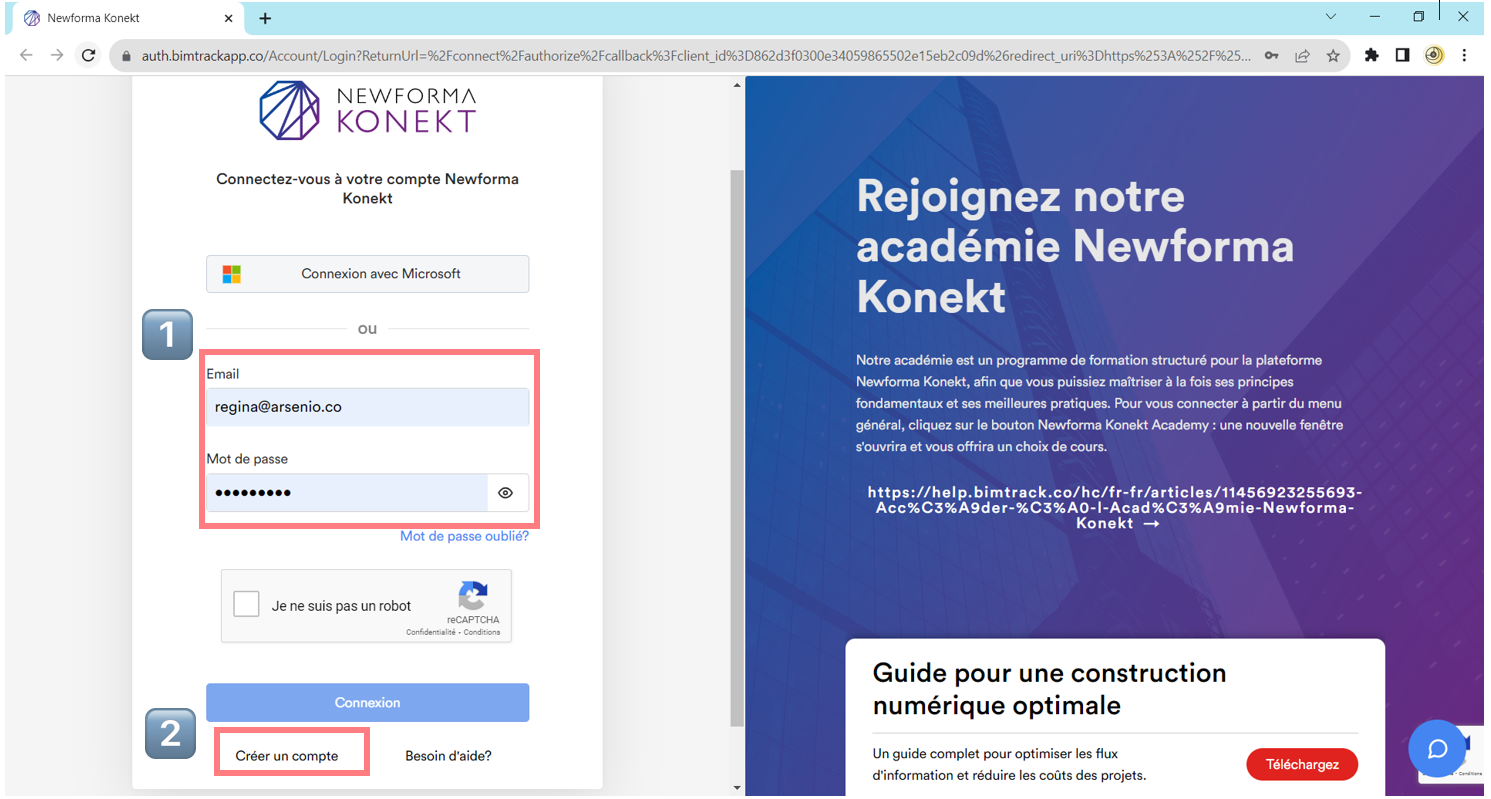 Newforma Konekt
auth.bimtrackapp.co/Account/Login?ReturnUrl=%2Fconnect%2Fauthorize%2Fcallback%3Fclient_id%3D862d3f0300e34059865502e15eb2c09d%26redirect_uri%3Dhttps%253A%252F%25...
NEWFORMA
KONEKT
Connectez-vous à votre compte Newforma
Konekt
Connexion avec Microsoft
1
ou
Email
regina@arsenio.co
Mot de passe
•••••••••
Mot de passe oublié?
Je ne suis pas un robot
reCAPTCHA
Confidentialité - Conditions
Connexion
2
Créer un compte
Besoin d'aide?
Rejoignez notre
académie Newforma
Konekt
Notre académie est un programme de formation structuré pour la plateforme
Newforma Konekt, afin que vous puissiez maîtriser à la fois ses principes
fondamentaux et ses meilleures pratiques. Pour vous connecter à partir du menu
général, cliquez sur le bouton Newforma Konekt Academy : une nouvelle fenêtre
s'ouvrira et vous offrira un choix de cours.
https://help.bimtrack.co/hc/fr-fr/articles/11456923255693-
Acc%C3%A9der-%C3%A0-l-Acad%C3%A9mie-Newforma-
Konekt →
Guide pour une construction
numérique optimale
Un guide complet pour optimiser les flux
d'information et réduire les coûts des projets.
Téléchargez